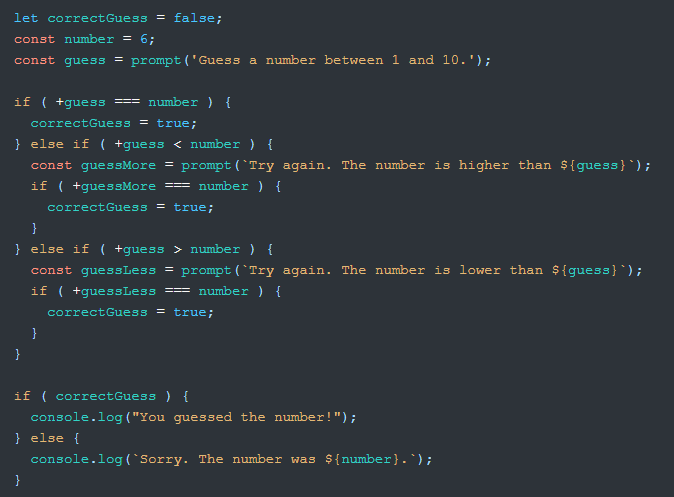 let correctGuess = false;
const number = 6;
const guess = prompt('Guess a number between 1 and 10.');

if ( +guess === number ) {
  correctGuess = true;
} else if ( +guess < number ) {
  const guessMore = prompt(`Try again. The number is higher than ${guess}`);
  if ( +guessMore === number ) {
    correctGuess = true;
  }
} else if ( +guess > number ) {
  const guessLess = prompt(`Try again. The number is lower than ${guess}`);
  if ( +guessLess === number ) {
    correctGuess = true;
  }
}

if ( correctGuess ) {
  console.log("You guessed the number!");
} else {
  console.log(`Sorry. The number was ${number}.`);
}